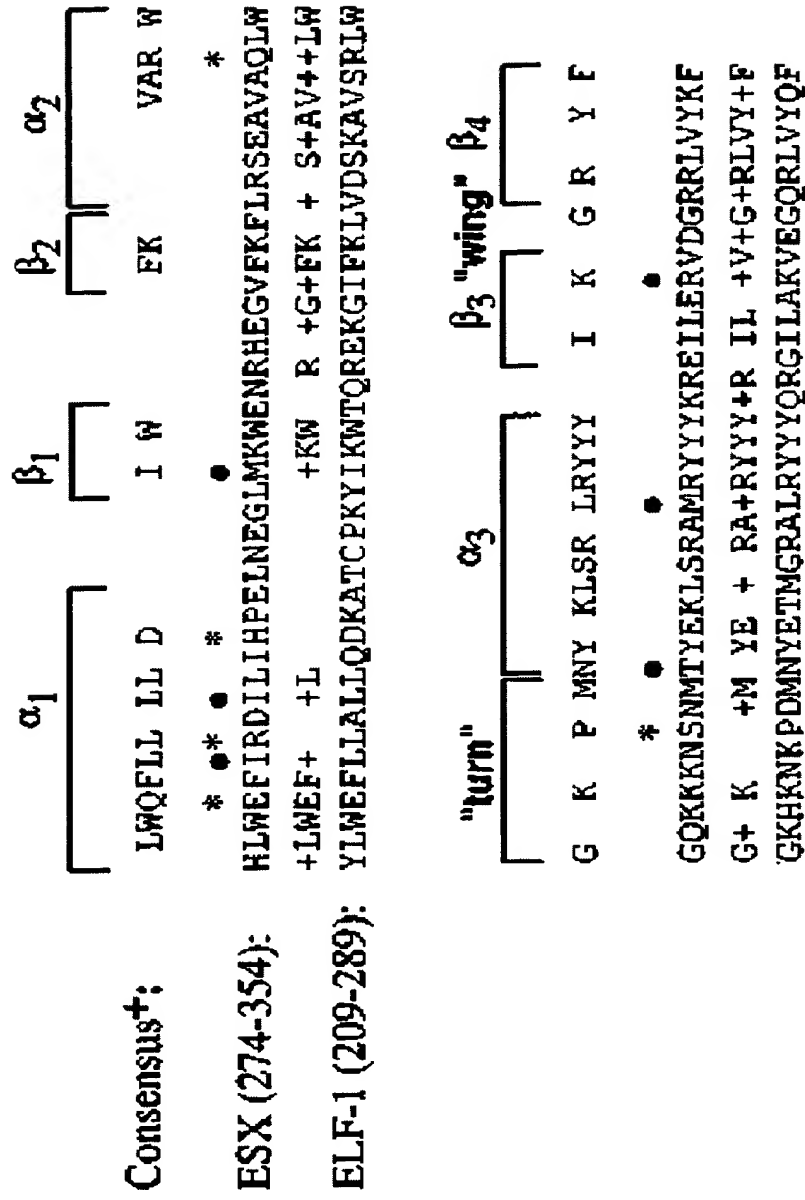 α1 β1 β2 α2
Consensus+: LWQFLL LL D I W FK VAR W
* ●* ● * ● *
ESX (274-354): HLWEFIRDILIHPELNEGLMKWENRHEGVFKFLRSEAVAQLW
+LWEF+ +L +KW R +G+FK + S+AV++LW
ELF-1 (209-289): YLWEFLLALLQDKATCPKYIKWTQREKGIFKLVDSKAVSRLW
"turn" α3 β3 "wing" β4
G K P MNY KLSR LRYYY I K G R Y F
* ● ● ●
GQKKKNSNMTYEKLSRAMRYYYKREILERVDGRRLVYKF
G+ K +M YE + RA+RYYY+R IL +V+G+RLVY+F
GKHKNKPDMNYETMGRALRYYYQRGILAKVEGQRLVYQF